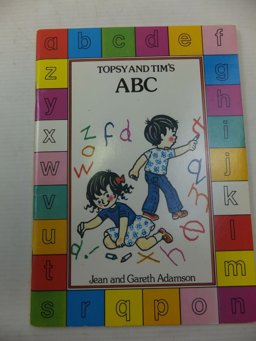 a b c d e f
TOPSY AND TIM'S
ABC
z g
y h
x i
w j
v k
u l
t m
z f d
o
w
a
m
x h e
Jean and Gareth Adamson
s r q p o n